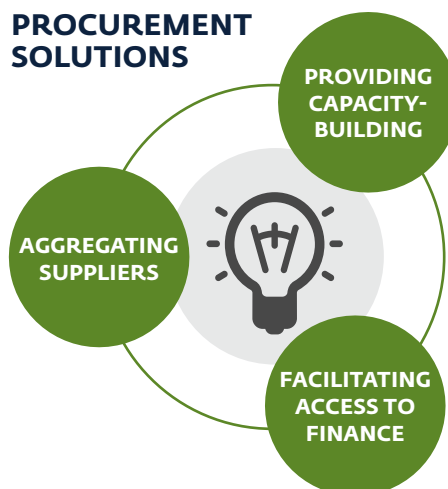 PROCUREMENT
SOLUTIONS
PROVIDING
CAPACITY-
BUILDING
AGGREGATING
SUPPLIERS
FACILITATING
ACCESS TO
FINANCE